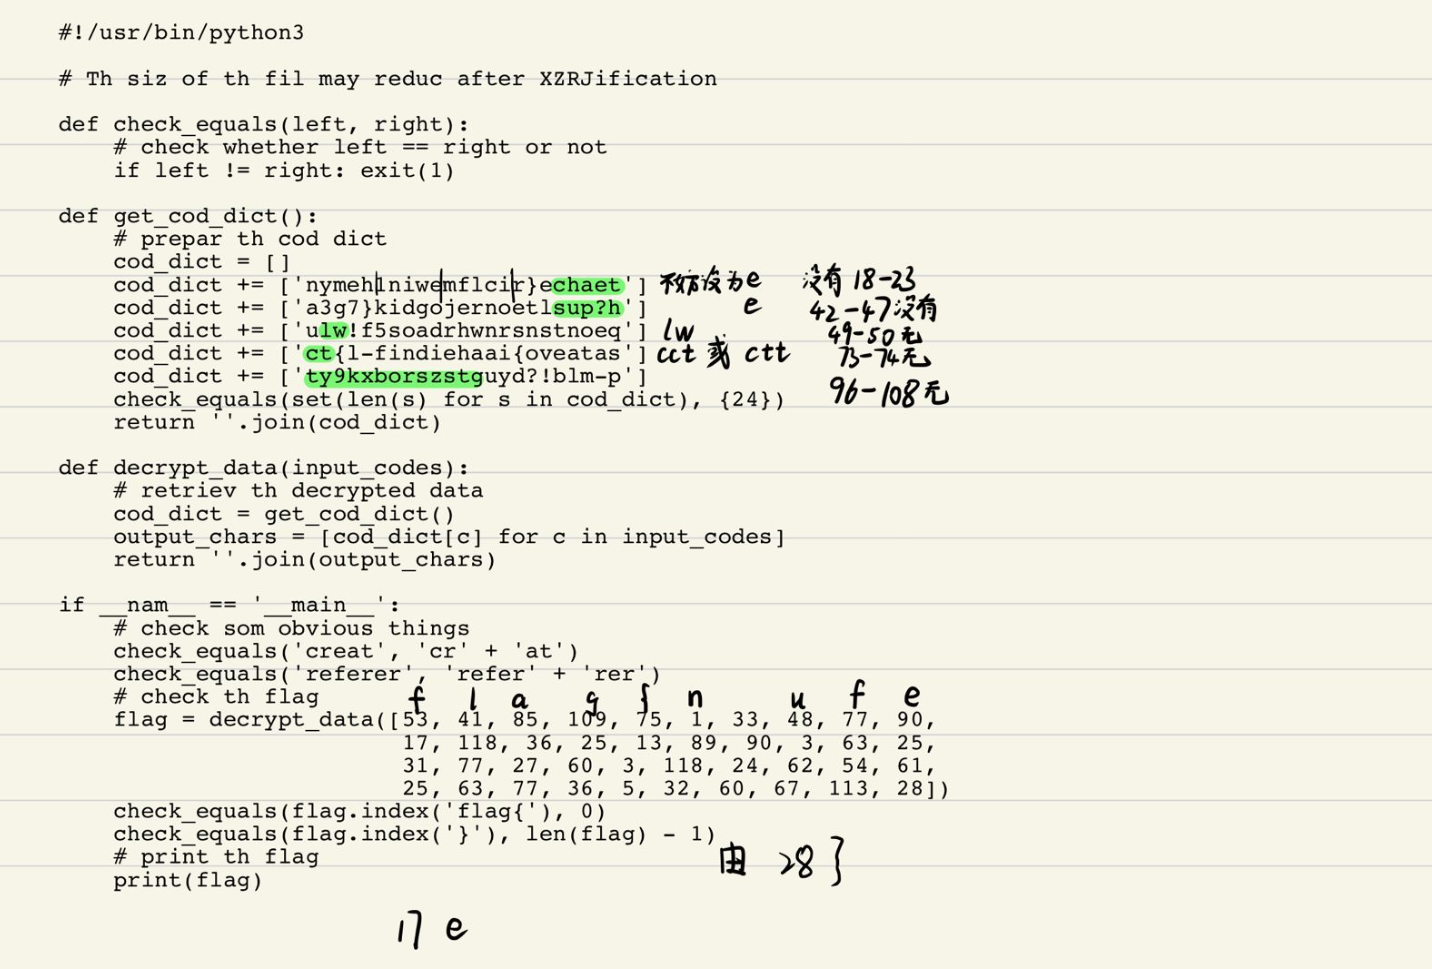 #!/usr/bin/python3
# Th siz of th fil may reduc after XZRJification
def check_equals(left, right):
# check whether left == right or not
if left != right: exit(1)
def get_cod_dict():
# prepar th cod dict
cod_dict = []
cod_dict += ['nymeh1niwemflcir}echaet'] 不妨设为e 没有 18-23
cod_dict += ['a3g7}kidgojernoetlsup?h'] e 42-47没有
cod_dict += ['ulw!f5soadrhwnrsnstnoeq'] lw 49-50无
cod_dict += ['ct{l-findiehaai{oveatas'] cct 或 ctt 73-74无
cod_dict += ['ty9kxborszstguyd?!blm-p'] 96-108无
check_equals(set(len(s) for s in cod_dict), {24})
return ''.join(cod_dict)
def decrypt_data(input_codes):
# retriev th decrypted data
cod_dict = get_cod_dict()
output_chars = [cod_dict[c] for c in input_codes]
return ''.join(output_chars)
if __nam__ == '__main__':
# check som obvious things
check_equals('creat', 'cr' + 'at')
check_equals('referer', 'refer' + 'rer')
# check th flag f l a g { n u f e
flag = decrypt_data([53, 41, 85, 109, 75, 1, 33, 48, 77, 90,
17, 118, 36, 25, 13, 89, 90, 3, 63, 25,
31, 77, 27, 60, 3, 118, 24, 62, 54, 61,
25, 63, 77, 36, 5, 32, 60, 67, 113, 28])
check_equals(flag.index('flag{'), 0)
check_equals(flag.index('}'), len(flag) - 1)
# print th flag 由 28 }
print(flag)
17 e